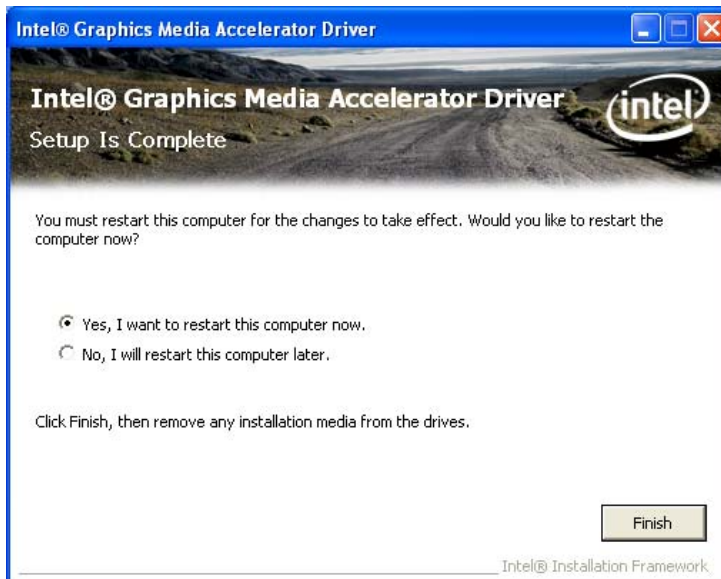 Intel® Graphics Media Accelerator Driver
Intel® Graphics Media Accelerator Driver
intel
Setup Is Complete
You must restart this computer for the changes to take effect. Would you like to restart the
computer now?
Yes, I want to restart this computer now.
No, I will restart this computer later.
Click Finish, then remove any installation media from the drives.
Finish
Intel® Installation Framework